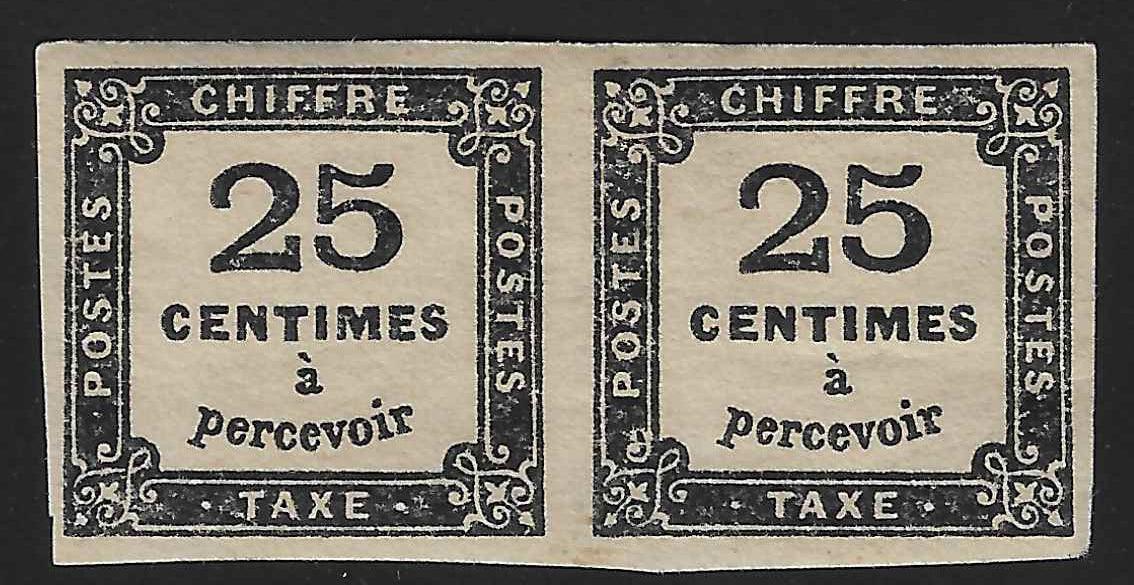 CHIFFRE
POSTES
25
CENTIMES
à
percevoir
POSTES
· TAXE ·
CHIFFRE
POSTES
25
CENTIMES
à
percevoir
POSTES
· TAXE ·